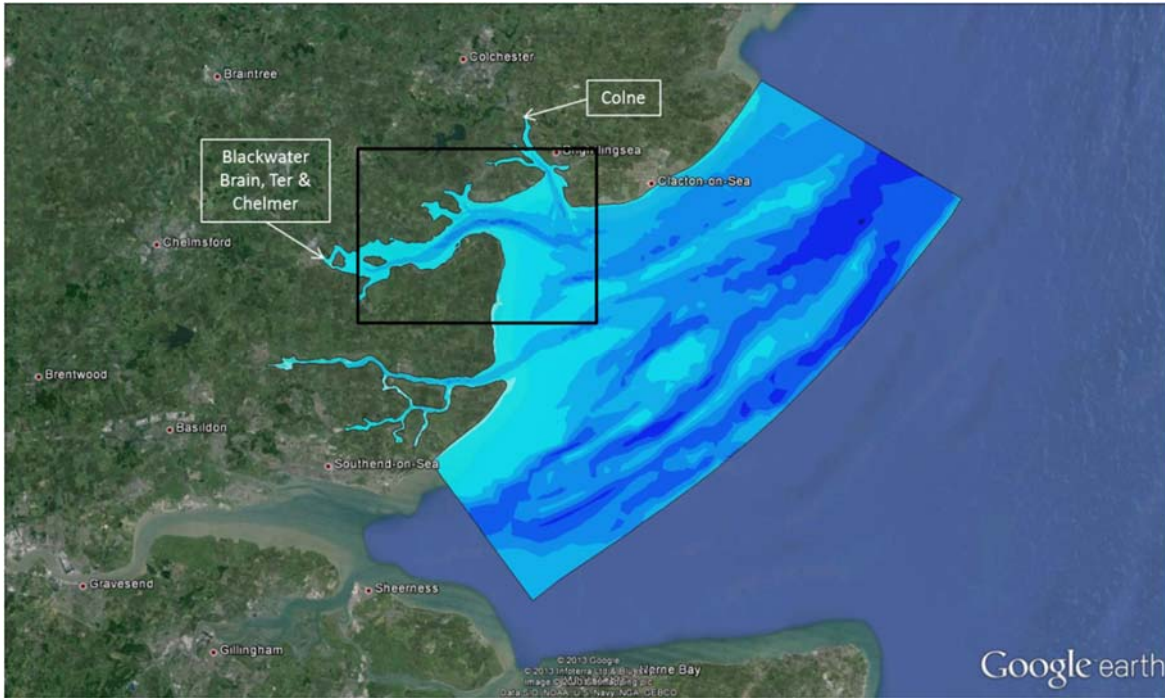 Colchester
Braintree
Colne
Blackwater
Brain, Ter &
Chelmer
Clacton-on-Sea
Chelmsford
Brentwood
Basildon
Southend-on-Sea
Gravesend
Sheerness
Gillingham
© 2013 Google
Bay
Google earth